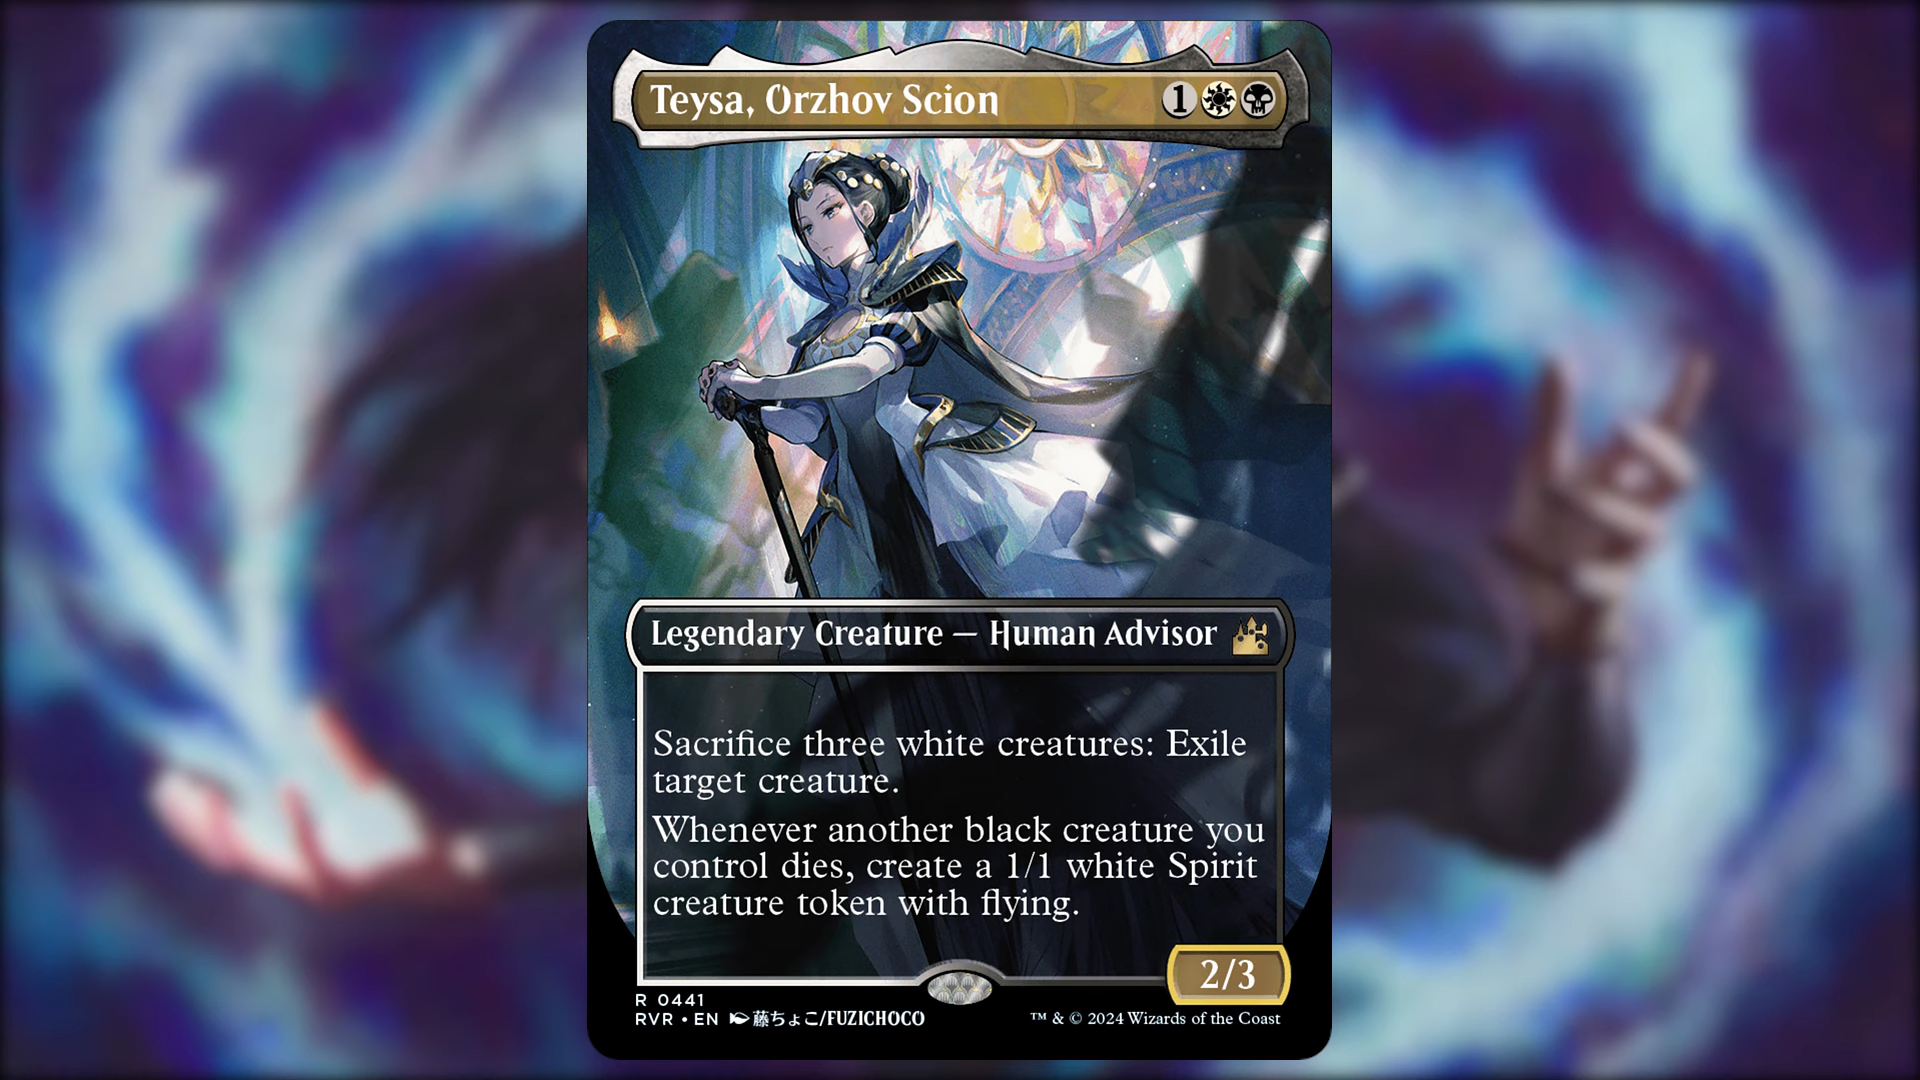 Teysa, Orzhov Scion 1
Legendary Creature — Human Advisor
Sacrifice three white creatures: Exile
target creature.
Whenever another black creature you
control dies, create a 1/1 white Spirit
creature token with flying.
2/3
R 0441
RVR • EN 藤ちょこ/FUZICHOCO
™ & © 2024 Wizards of the Coast